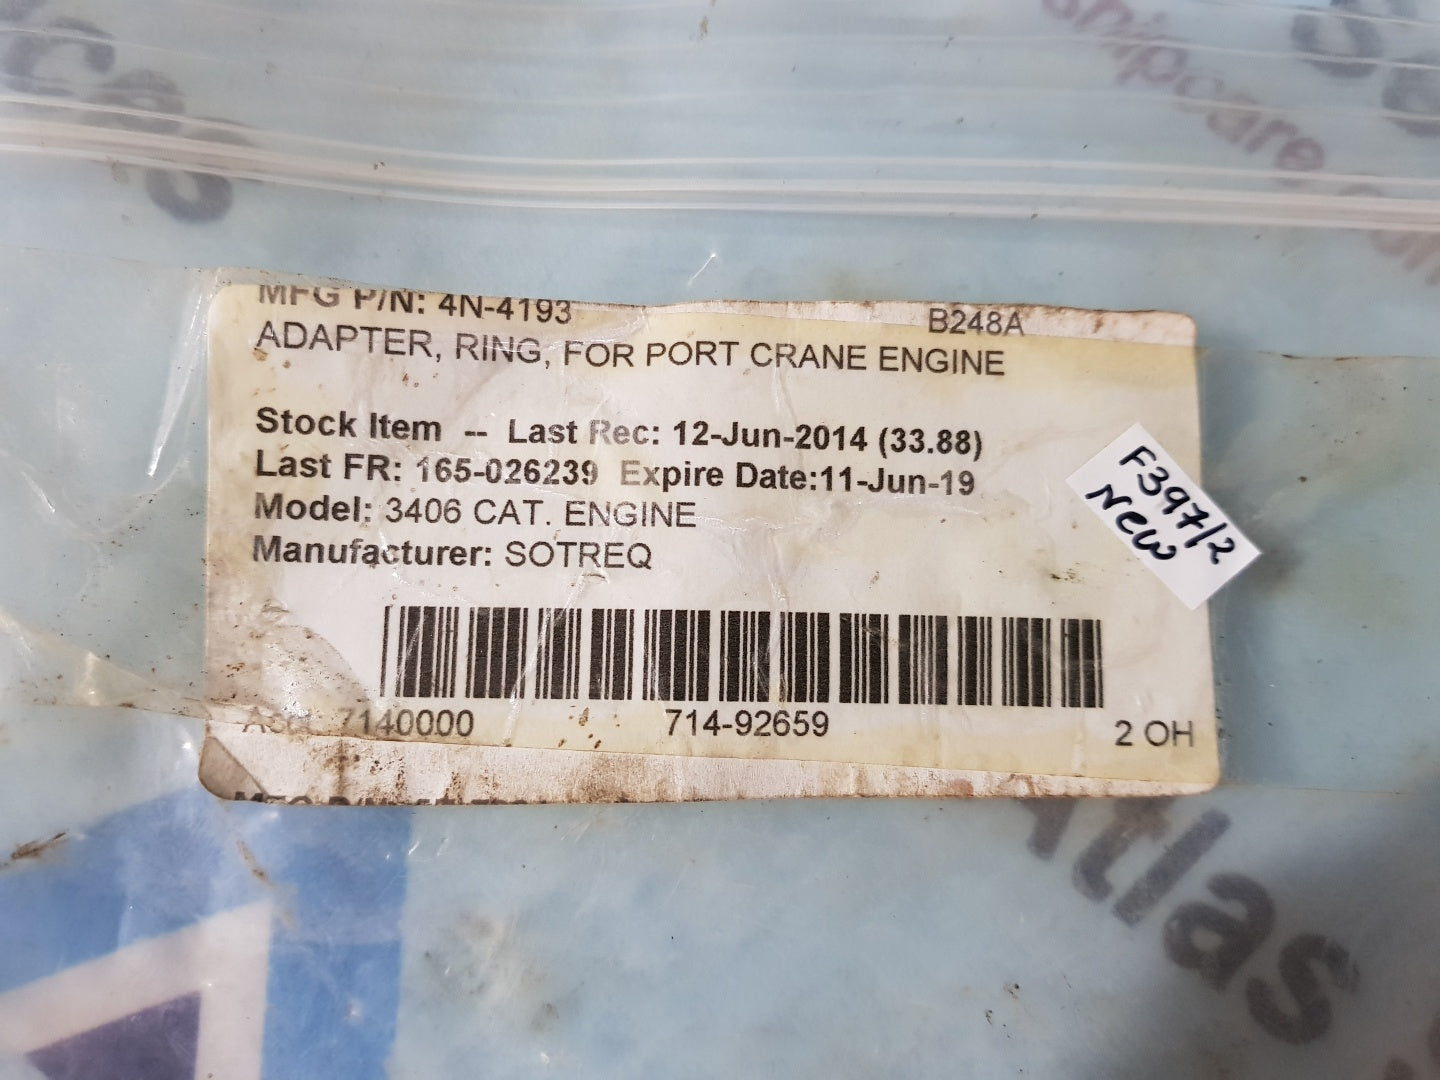 shipcare
MFG P/N: 4N-4193
B248A
ADAPTER, RING, FOR PORT CRANE ENGINE
Stock Item -- Last Rec: 12-Jun-2014 (33.88)
Last FR: 165-026239 Expire Date:11-Jun-19
Model: 3406 CAT. ENGINE
Manufacturer: SOTREQ
F397/2
New
7140000
714-92659
2 OH
Atlas